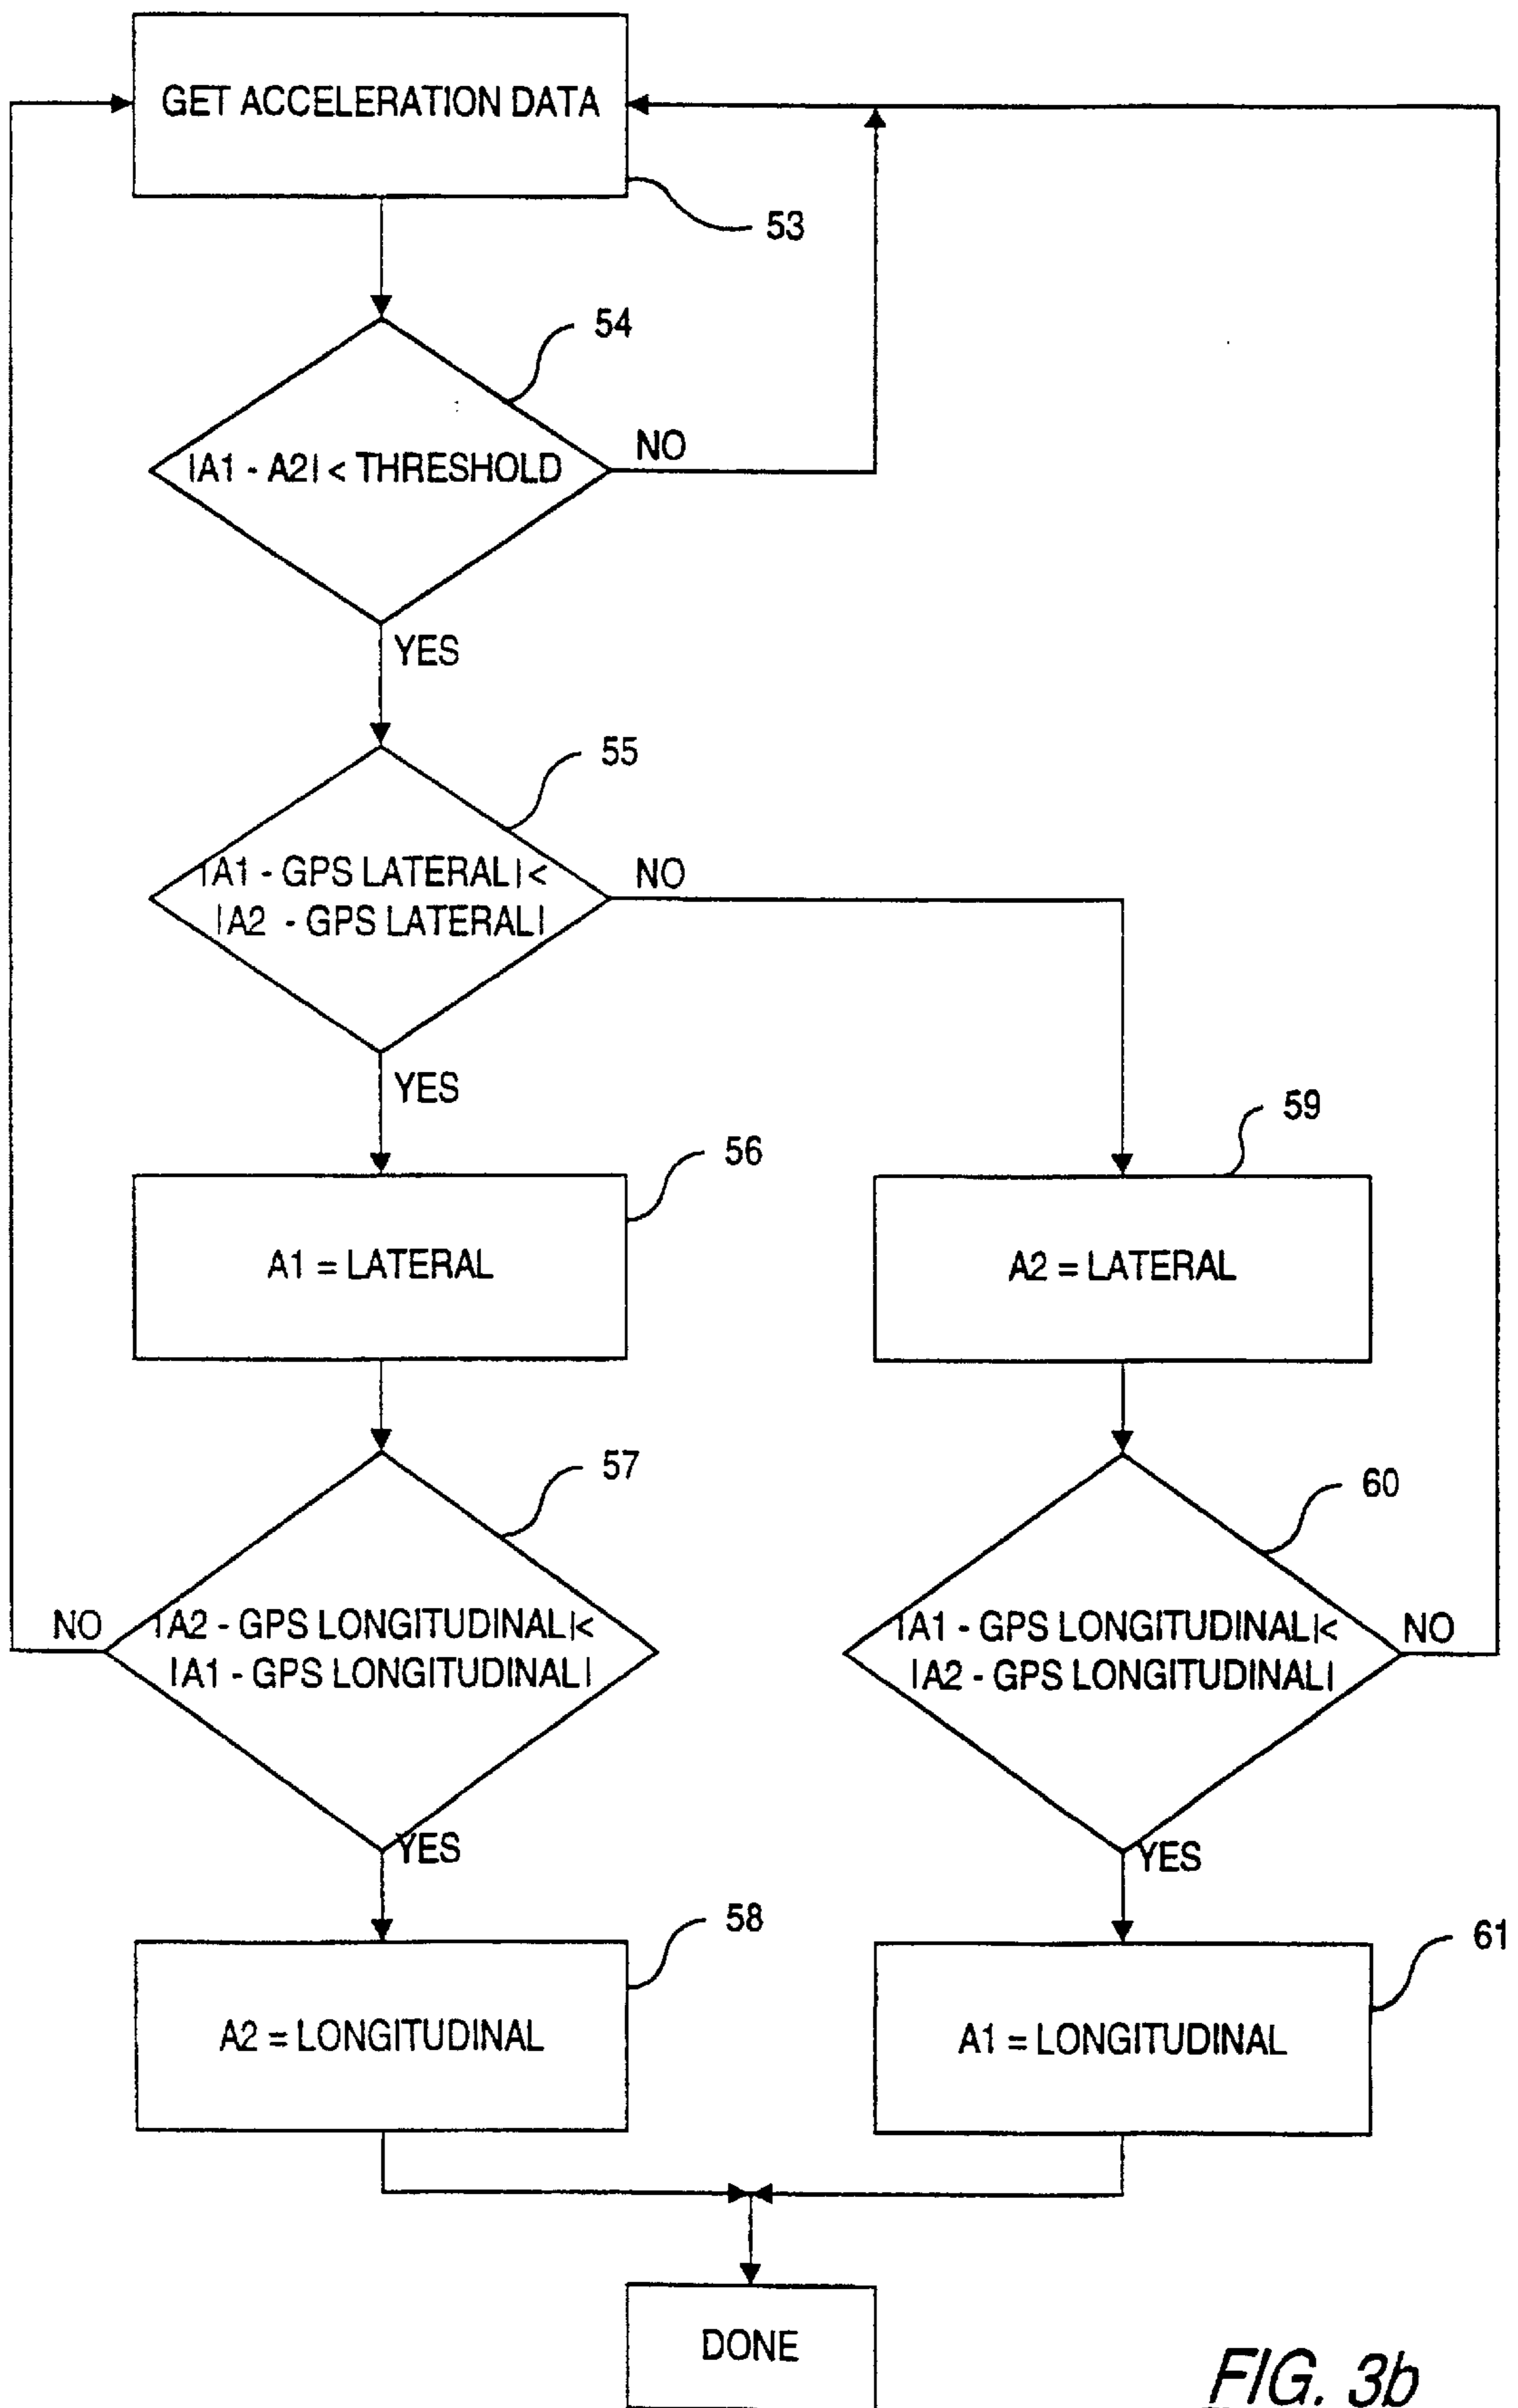 GET ACCELERATION DATA
53
54
|A1 - A2| < THRESHOLD
NO
YES
55
|A1 - GPS LATERAL| <
|A2 - GPS LATERAL|
NO
YES
56
59
A1 = LATERAL
A2 = LATERAL
57
60
NO
|A2 - GPS LONGITUDINAL|<
|A1 - GPS LONGITUDINAL|
|A1 - GPS LONGITUDINAL|<
|A2 - GPS LONGITUDINAL|
NO
YES
YES
58
61
A2 = LONGITUDINAL
A1 = LONGITUDINAL
DONE
FIG. 3b